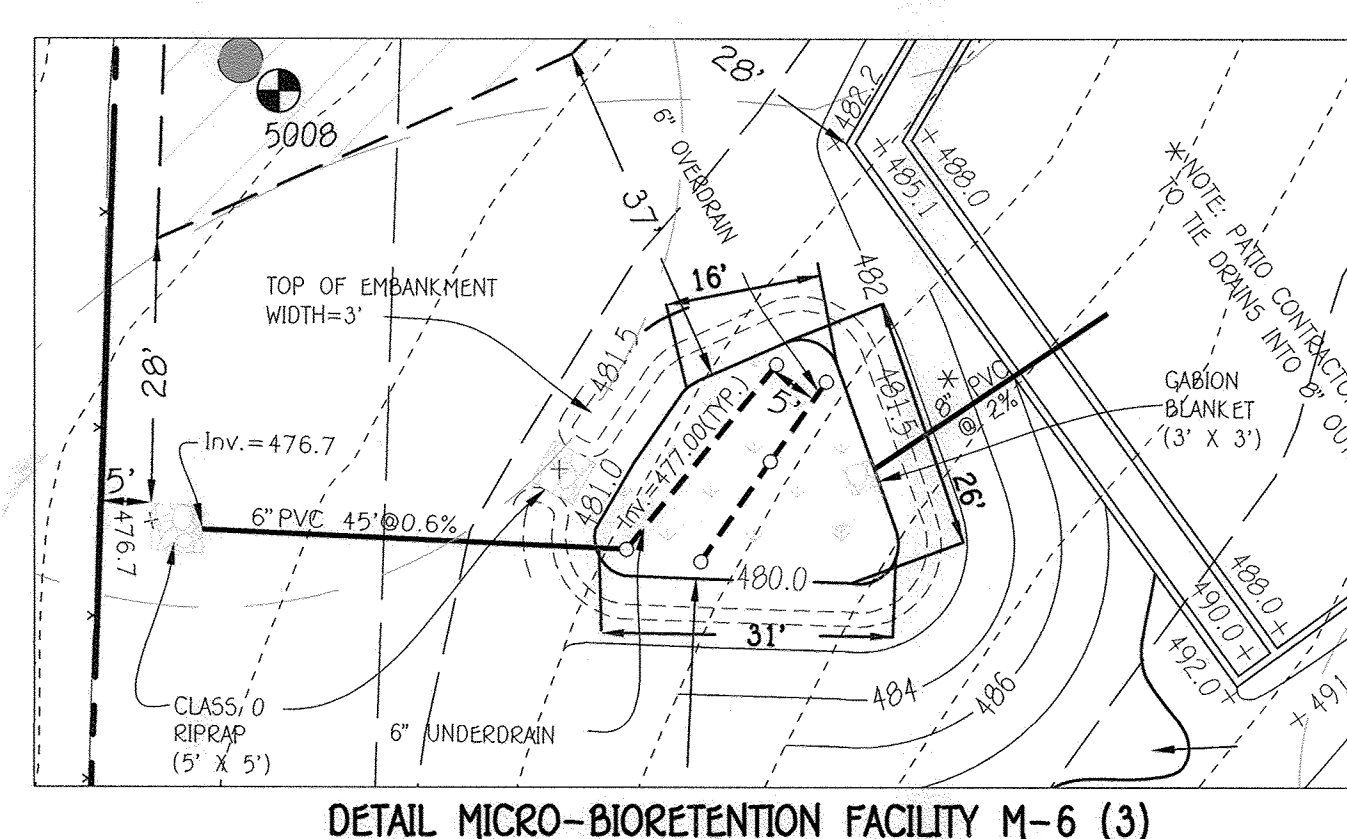 5008
28'
482.2
488.0
485.1
*NOTE: PATIO CONTRACTOR
TO TIE DRAINS INTO 8" OU
6" OVERDRAIN
37'
482
TOP OF EMBANKMENT
WIDTH=3'
16'
481.5
28'
481.5
*
8" PVC
@ 2%
5'
GABION
BLANKET
(3' X 3')
Inv.=476.7
Inv.=477.00(TYP.)
481.0
26'
5'
476.7
6" PVC 45'@0.6%
480.0
31'
488.0
490.0
492.0
491
484
486
CLASS 0
RIPRAP
(5' X 5')
6" UNDERDRAIN
DETAIL MICRO-BIORETENTION FACILITY M-6 (3)